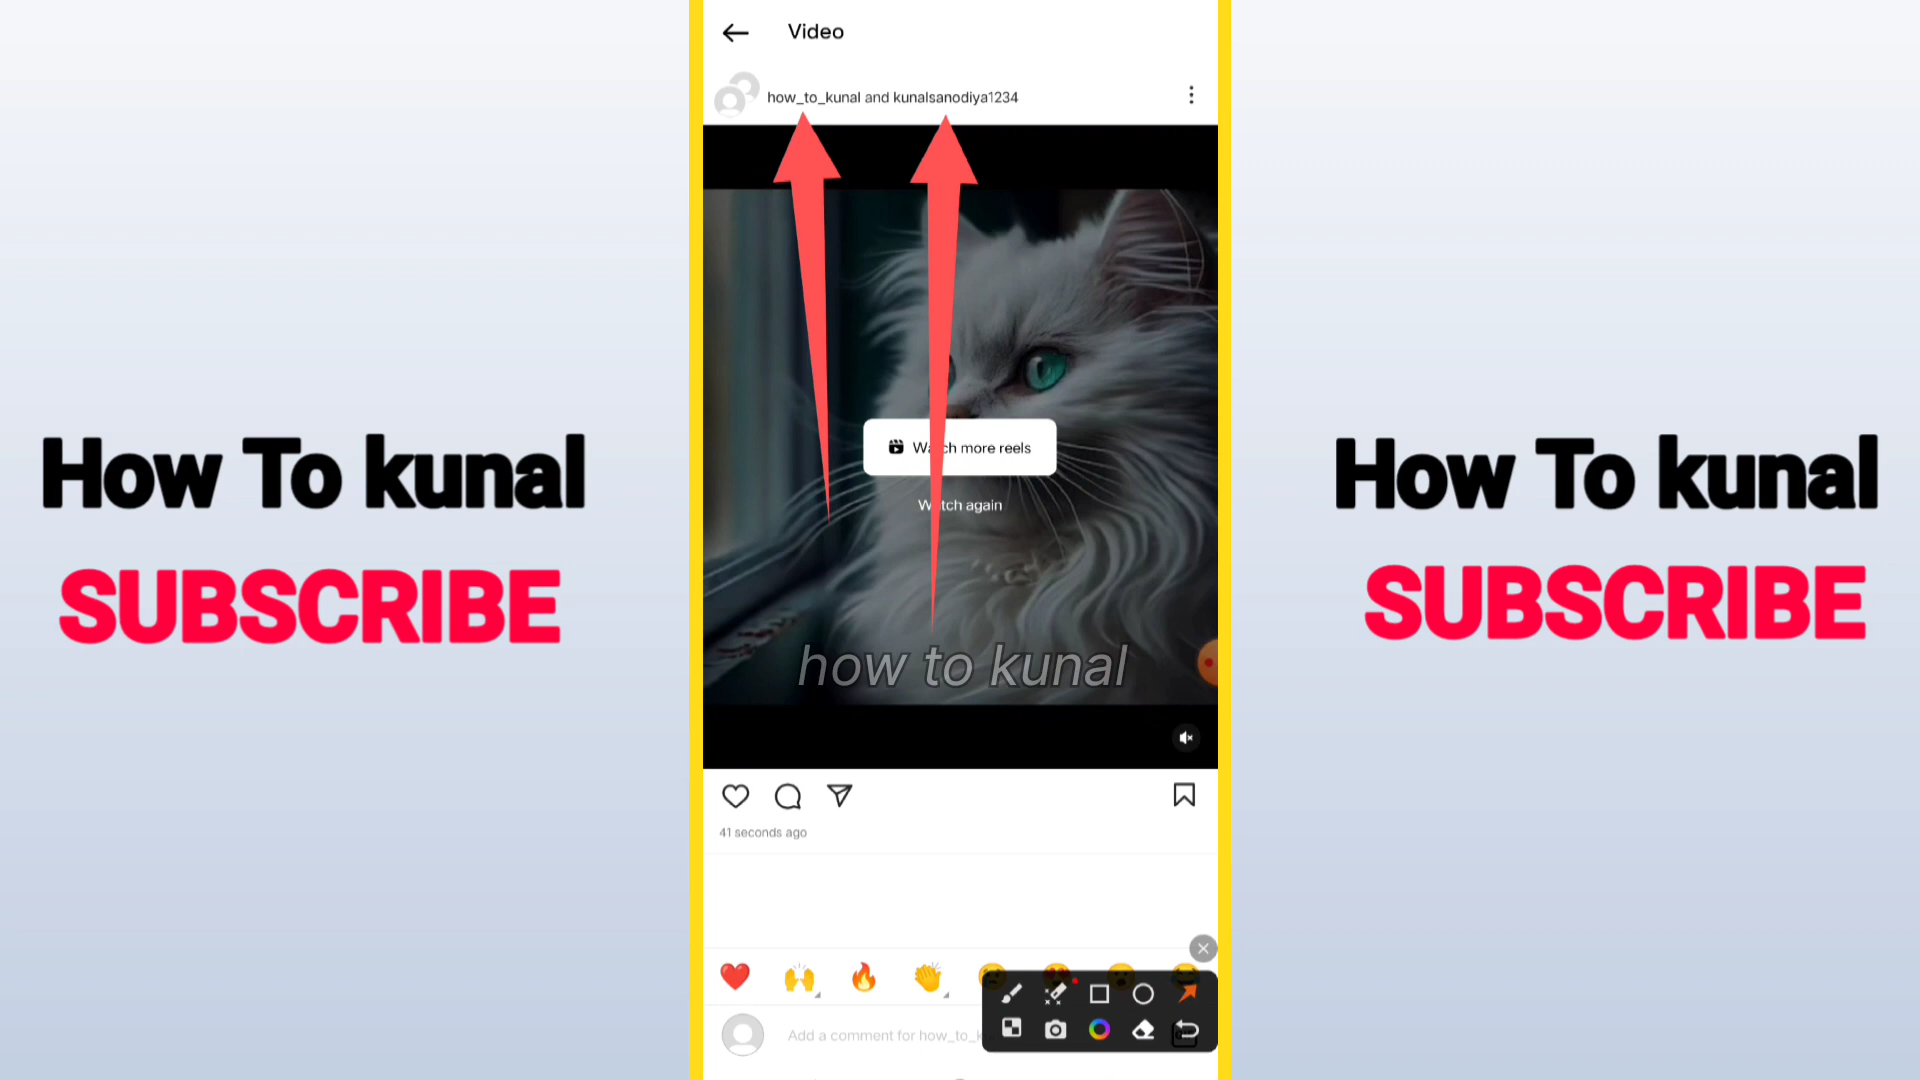 Video
how_to_kunal and kunalsanodiya1234
Watch more reels
Watch again
how to kunal
How To kunal
SUBSCRIBE
How To kunal
SUBSCRIBE
41 seconds ago
Add a comment for how_to_k